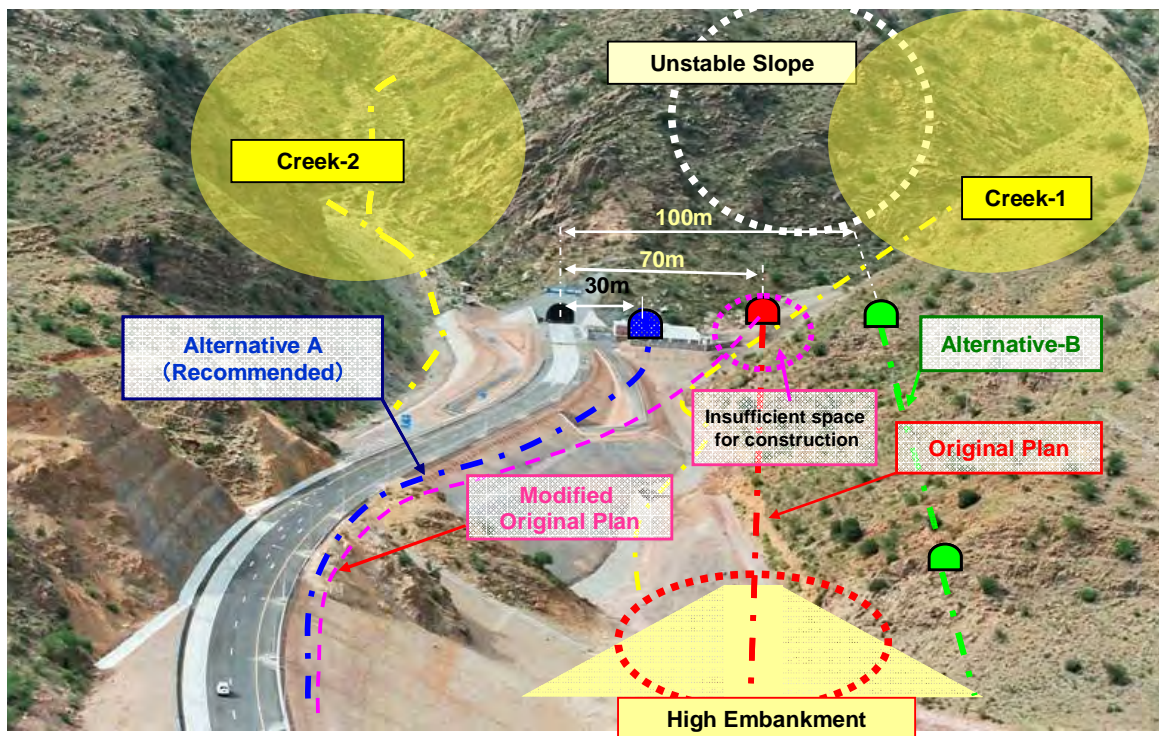 Unstable Slope
Creek-2
Creek-1
100m
70m
30m
Alternative A
（Recommended）
Alternative-B
Insufficient space
for construction
Original Plan
Modified
Original Plan
High Embankment